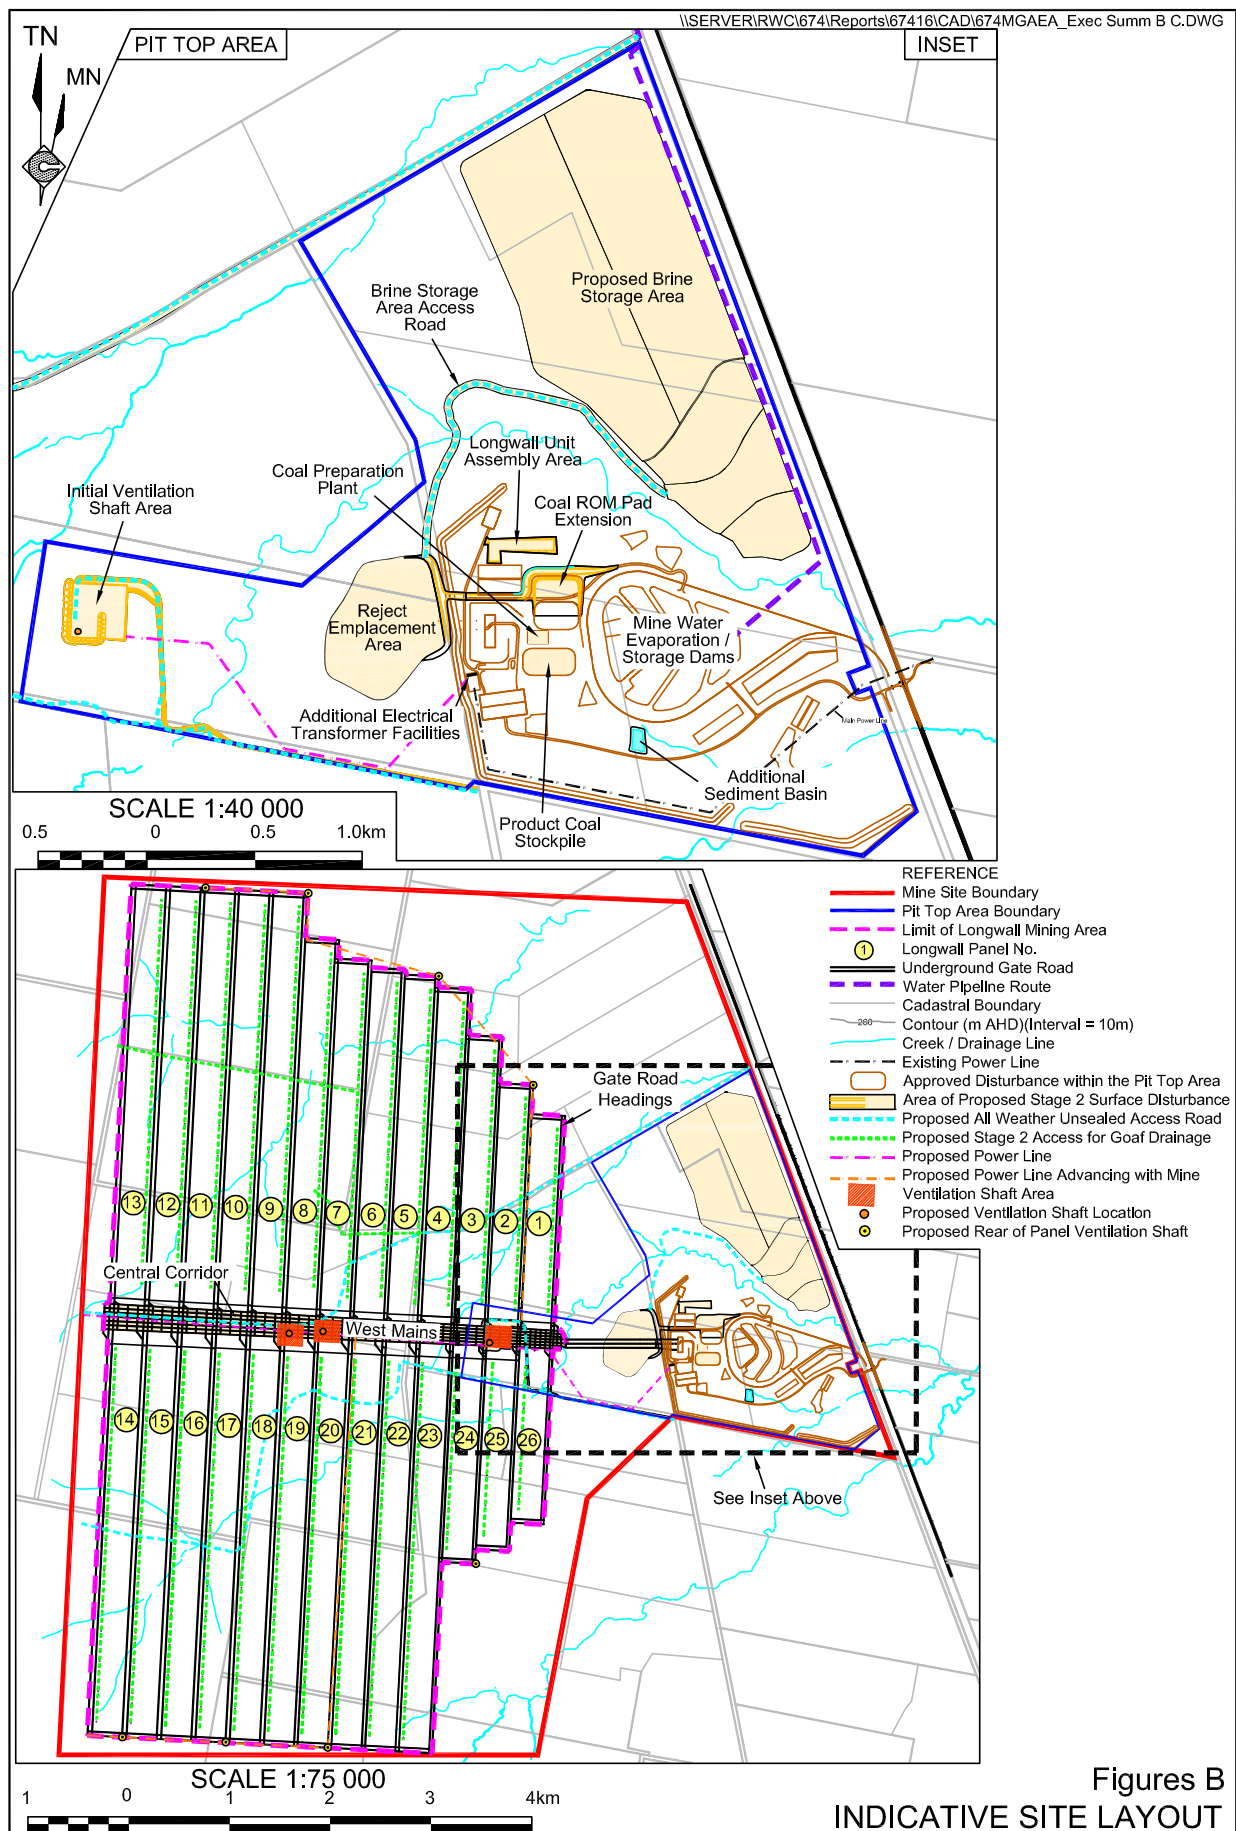 \\SERVER\RWC\674\Reports\67416\CAD\674MGAEA_Exec Summ B C.DWG
TN
MN
PIT TOP AREA
INSET
Proposed Brine
Storage Area
Brine Storage
Area Access
Road
Longwall Unit
Assembly Area
Coal Preparation
Plant
Coal ROM Pad
Extension
Initial Ventilation
Shaft Area
Reject
Emplacement
Area
Mine Water
Evaporation /
Storage Dams
Additional Electrical
Transformer Facilities
Main Power Line
Additional
Sediment Basin
Product Coal
Stockpile
SCALE 1:40 000
0.5 0 0.5 1.0km
REFERENCE
Mine Site Boundary
Pit Top Area Boundary
Limit of Longwall Mining Area
1 Longwall Panel No.
Underground Gate Road
Water Pipeline Route
Cadastral Boundary
260 Contour (m AHD)(Interval = 10m)
Creek / Drainage Line
Existing Power Line
Approved Disturbance within the Pit Top Area
Area of Proposed Stage 2 Surface Disturbance
Proposed All Weather Unsealed Access Road
Proposed Stage 2 Access for Goaf Drainage
Proposed Power Line
Proposed Power Line Advancing with Mine
Ventilation Shaft Area
Proposed Ventilation Shaft Location
Proposed Rear of Panel Ventilation Shaft
Gate Road
Headings
13 12 11 10 9 8 7 6 5 4 3 2 1
Central Corridor
West Mains
14 15 16 17 18 19 20 21 22 23 24 25 26
See Inset Above
SCALE 1:75 000
1 0 1 2 3 4km
Figures B
INDICATIVE SITE LAYOUT